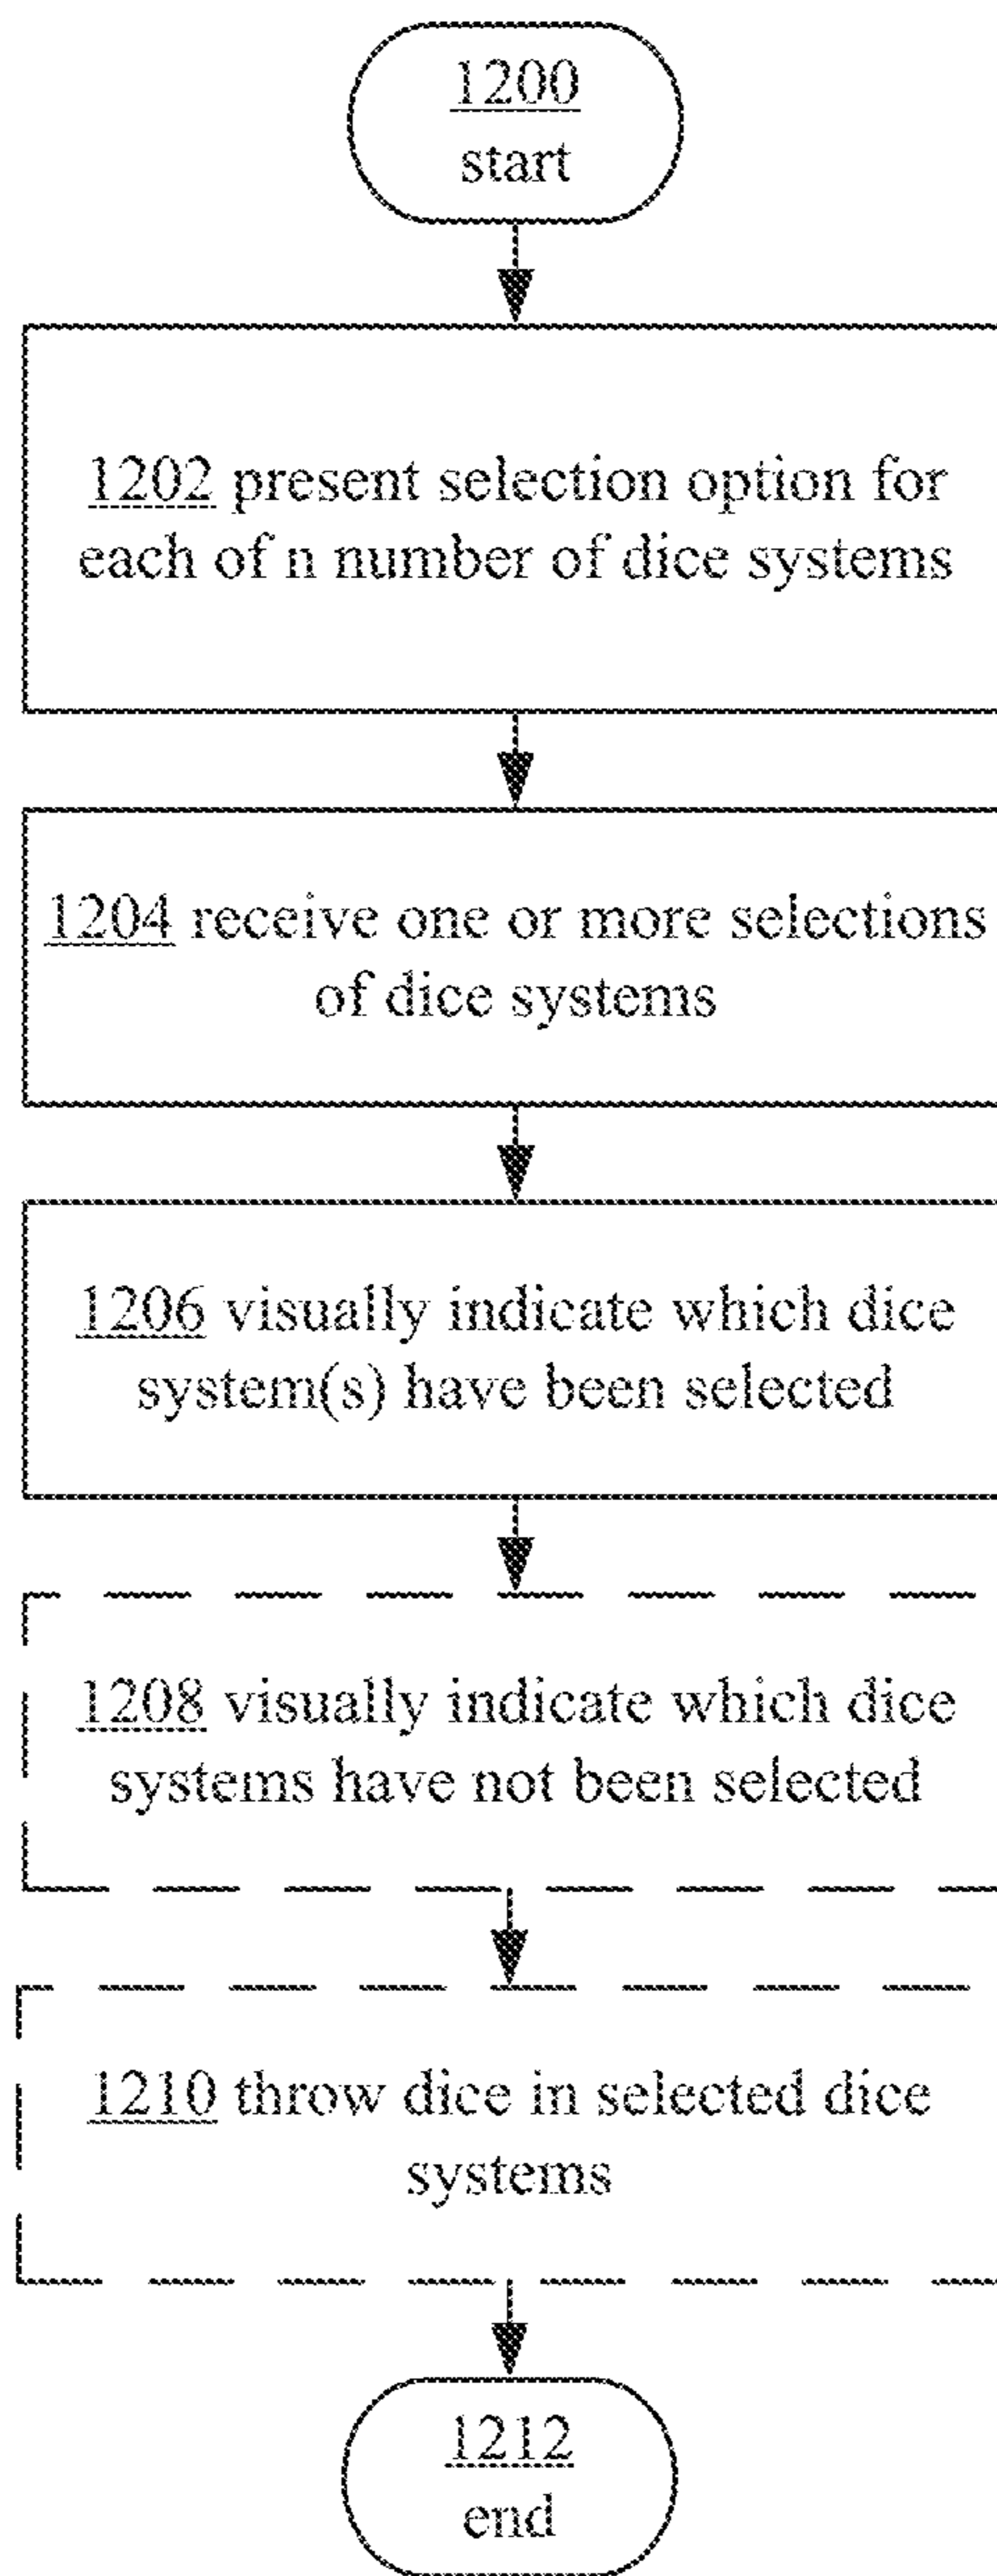 1200
start
1202 present selection option for
each of n number of dice systems
1204 receive one or more selections
of dice systems
1206 visually indicate which dice
system(s) have been selected
1208 visually indicate which dice
systems have not been selected
1210 throw dice in selected dice
systems
1212
end